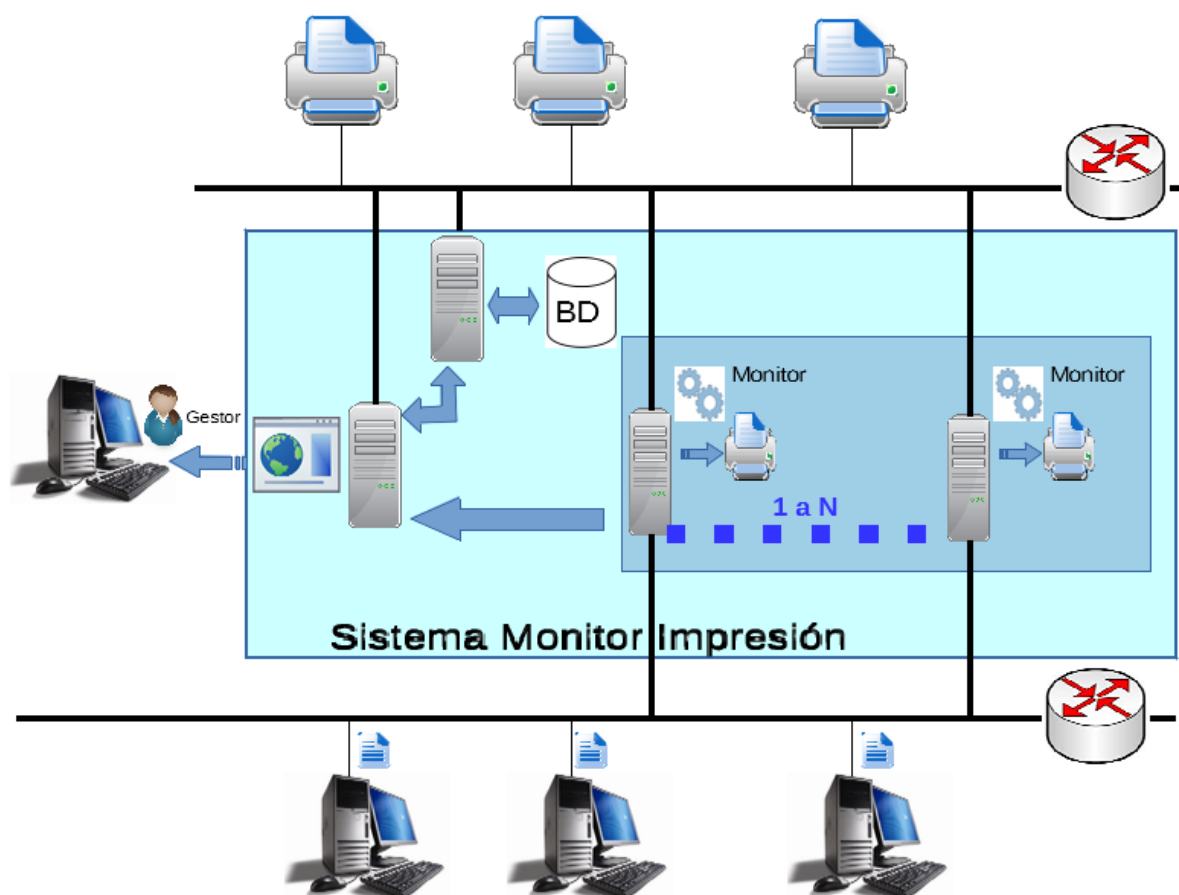 BD
Monitor
Monitor
Gestor
1 a N
Sistema Monitor Impresión